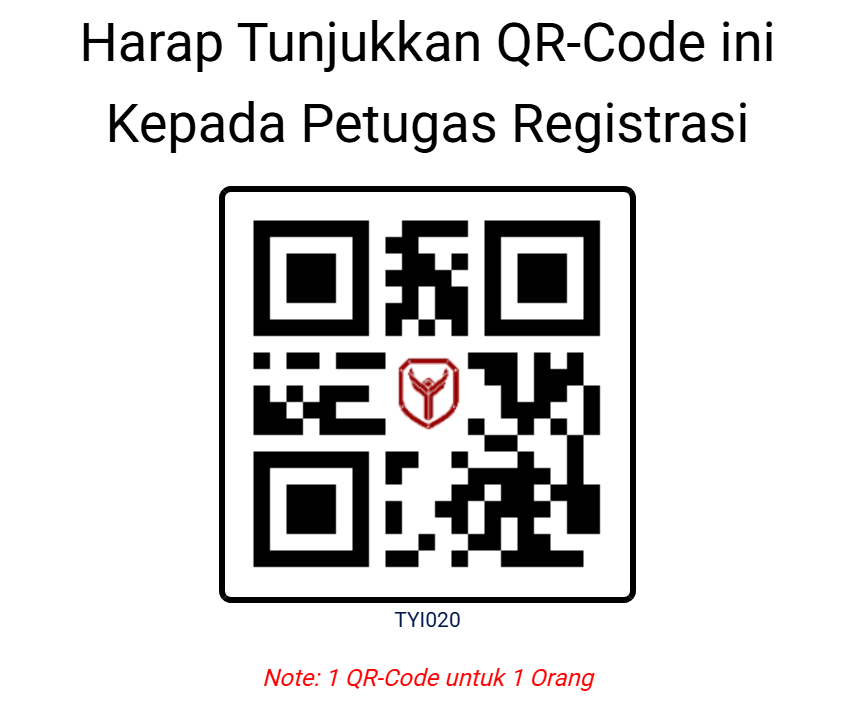 Harap Tunjukkan QR-Code ini
Kepada Petugas Registrasi
TYI020
Note: 1 QR-Code untuk 1 Orang